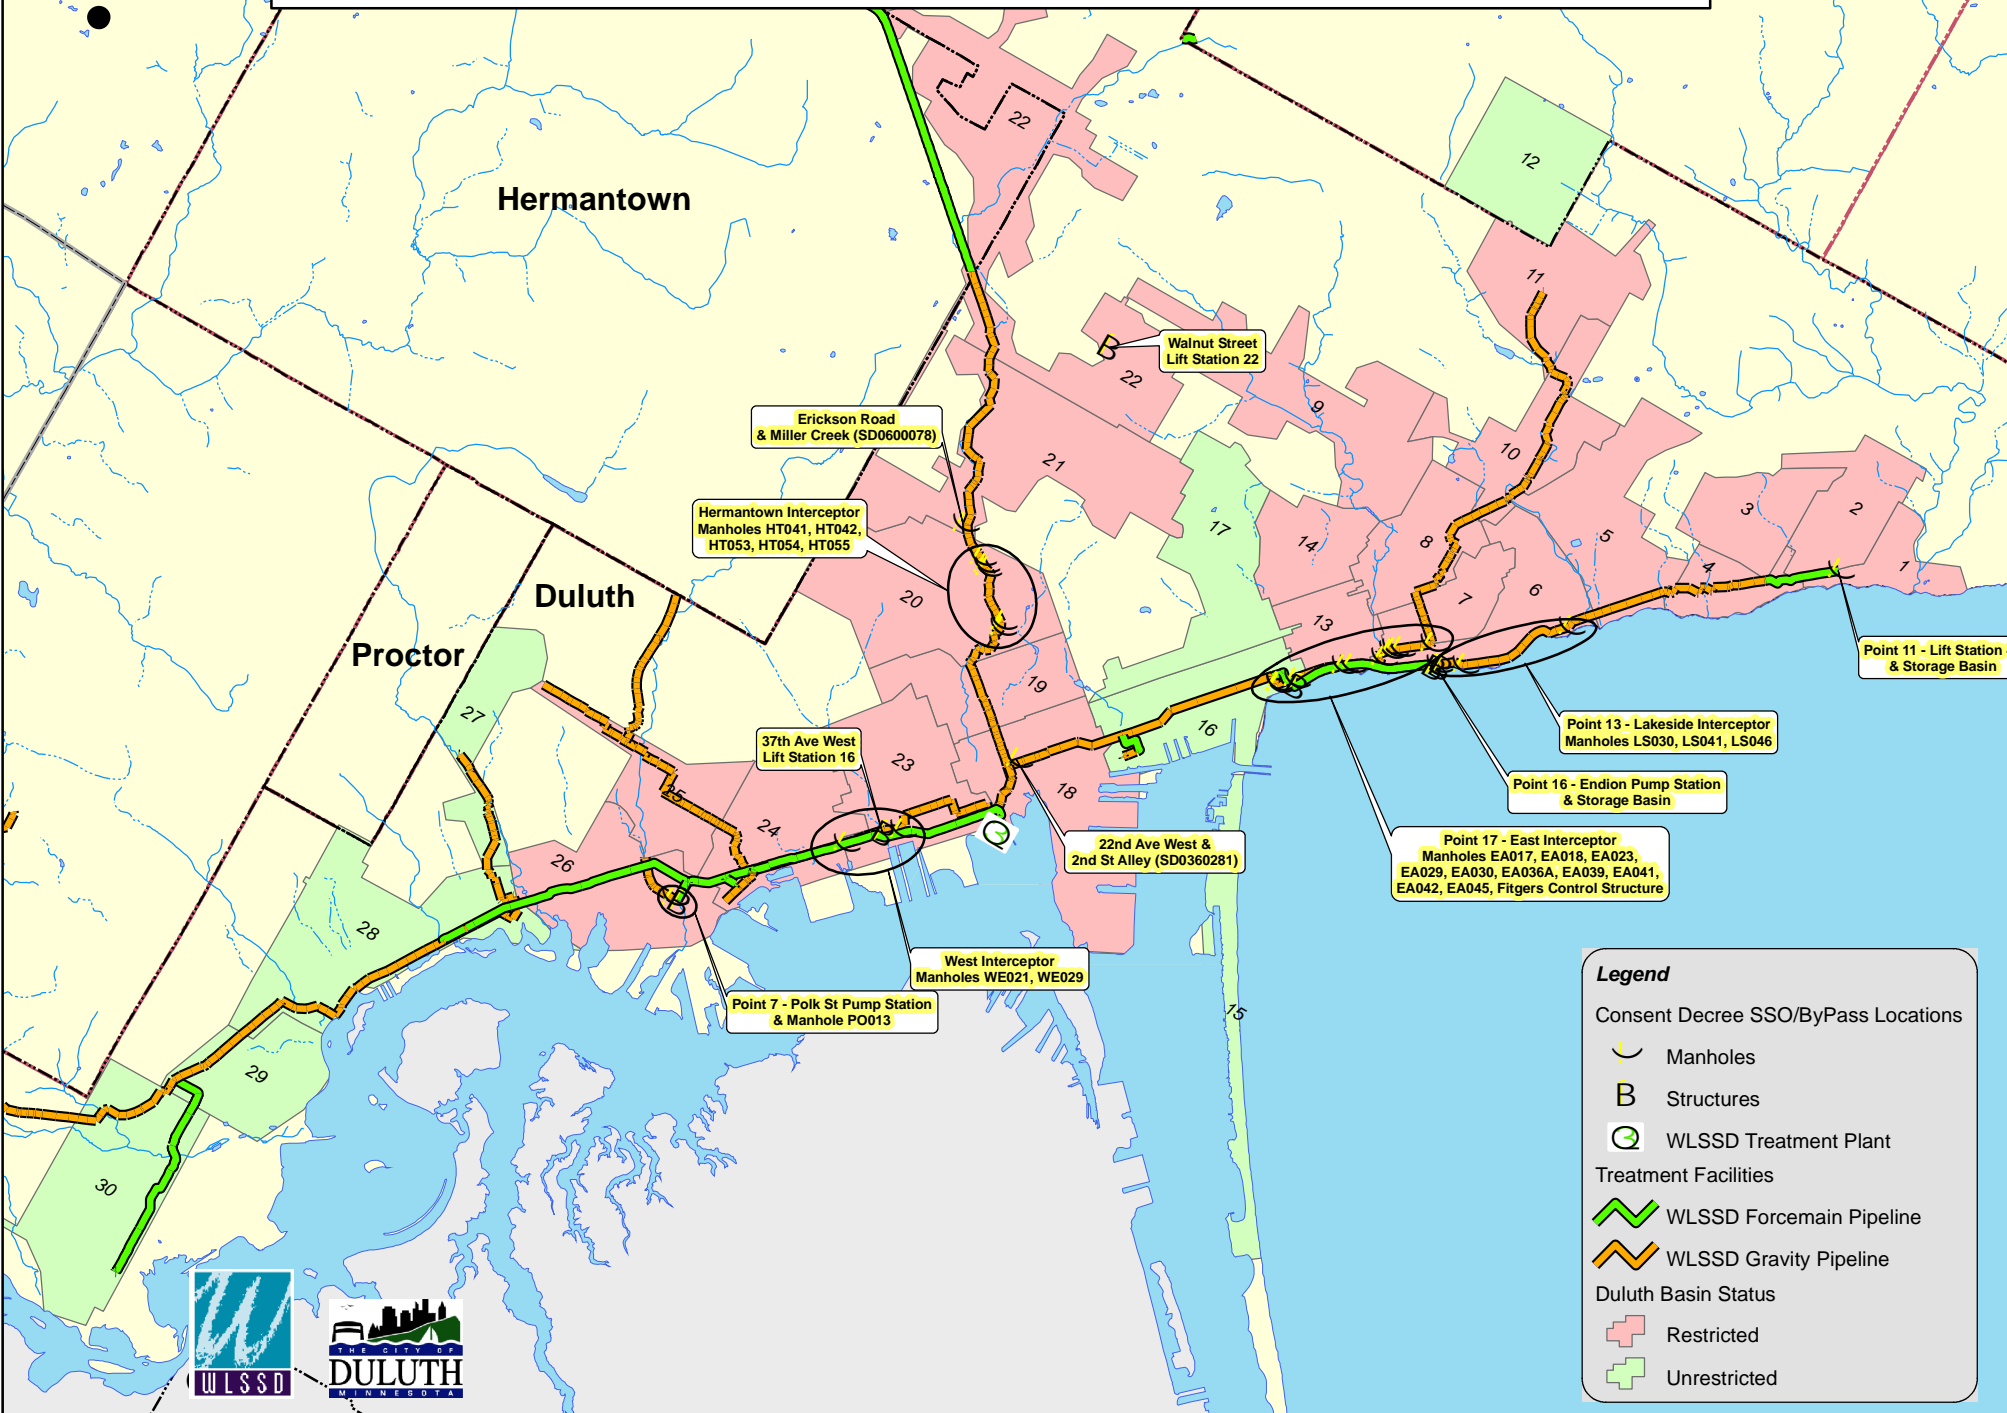 22
12
Hermantown
11
Walnut Street
Lift Station 22
22
9
Erickson Road
& Miller Creek (SD0600078)
21
10
Hermantown Interceptor
Manholes HT041, HT042,
HT053, HT054, HT055
17
14
8
5
3
2
1
4
Duluth
20
7
6
13
Proctor
19
Point 11 - Lift Station
& Storage Basin
27
16
Point 13 - Lakeside Interceptor
Manholes LS030, LS041, LS046
37th Ave West
Lift Station 16
23
18
Point 16 - Endion Pump Station
& Storage Basin
25
24
26
22nd Ave West &
2nd St Alley (SD0360281)
Point 17 - East Interceptor
Manholes EA017, EA018, EA023,
EA029, EA030, EA036A, EA039, EA041,
EA042, EA045, Fitgers Control Structure
28
West Interceptor
Manholes WE021, WE029
Point 7 - Polk St Pump Station
& Manhole PO013
15
29
30
Legend
Consent Decree SSO/ByPass Locations
Manholes
B Structures
WLSSD Treatment Plant
Treatment Facilities
WLSSD Forcemain Pipeline
WLSSD Gravity Pipeline
Duluth Basin Status
Restricted
Unrestricted
WLSSD
THE CITY OF
DULUTH
MINNESOTA